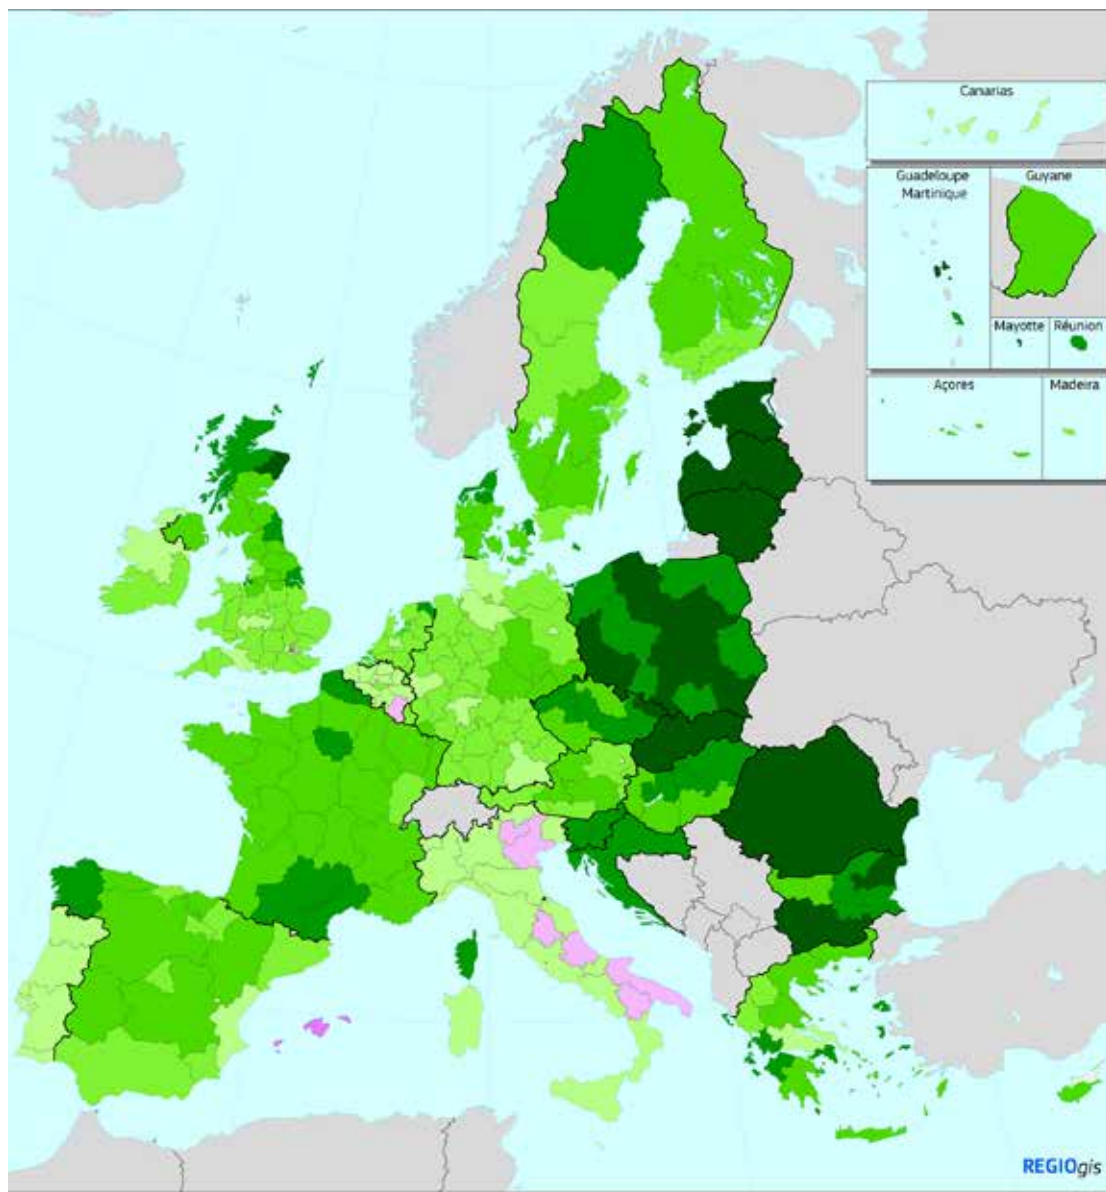 Canarias
Guadeloupe
Martinique
Guyane
Mayotte
Réunion
Açores
Madeira
REGIOgis